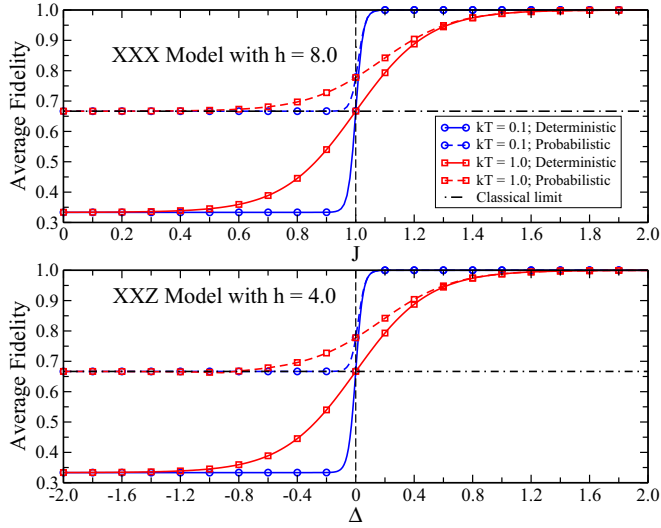 1.0
0.9
0.8
0.7
0.6
0.5
0.4
0.3
Average Fidelity
XXX Model with h = 8.0
kT = 0.1; Deterministic
kT = 0.1; Probabilistic
kT = 1.0; Deterministic
kT = 1.0; Probabilistic
Classical limit
0 0.2 0.4 0.6 0.8 1.0 1.2 1.4 1.6 1.8 2.0
J
1.0
0.9
0.8
0.7
0.6
0.5
0.4
0.3
Average Fidelity
XXZ Model with h = 4.0
-2.0 -1.6 -1.2 -0.8 -0.4 0 0.4 0.8 1.2 1.6 2.0
Δ